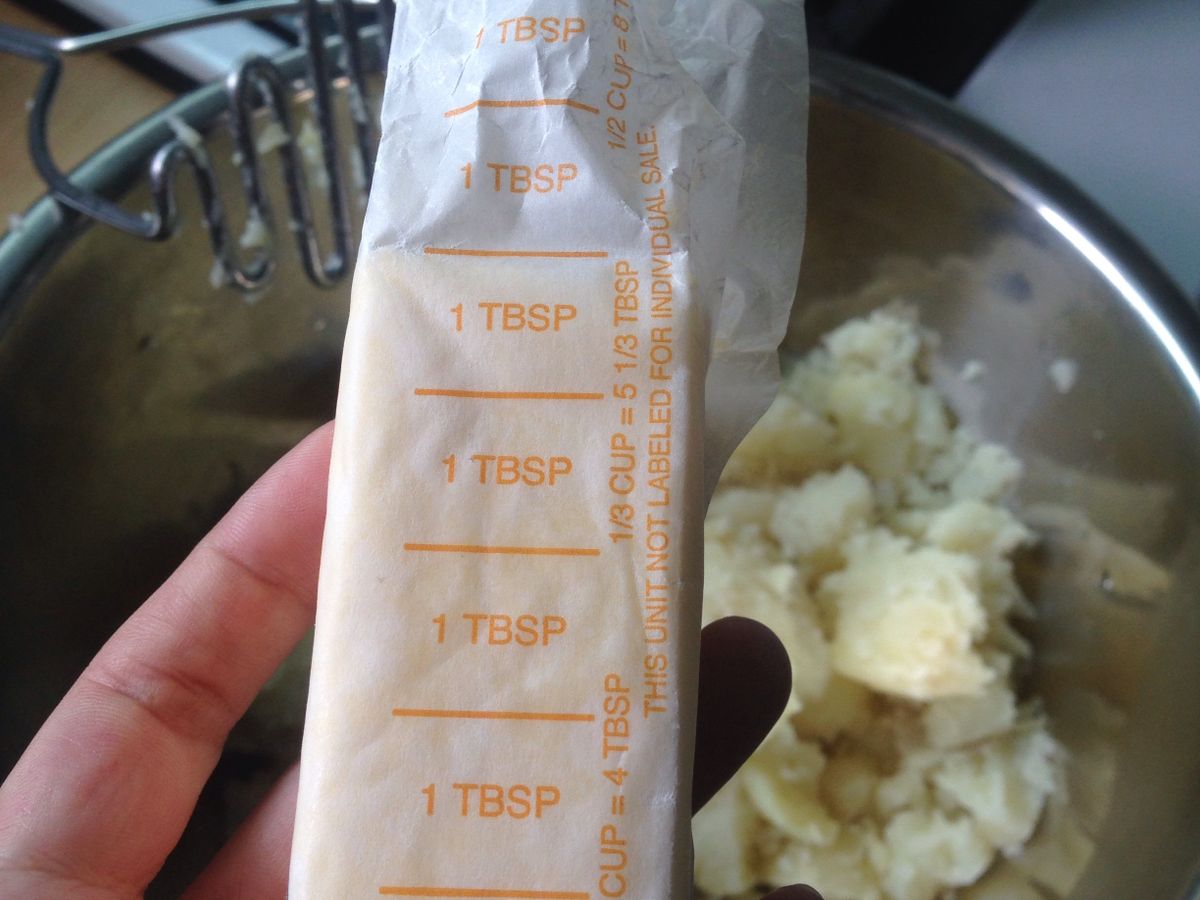 1 TBSP
1 TBSP
1 TBSP
1 TBSP
1 TBSP
1 TBSP
1/2 CUP = 8
1/3 CUP = 5 1/3 TBSP
CUP = 4 TBSP
THIS UNIT NOT LABELED FOR INDIVIDUAL SALE.